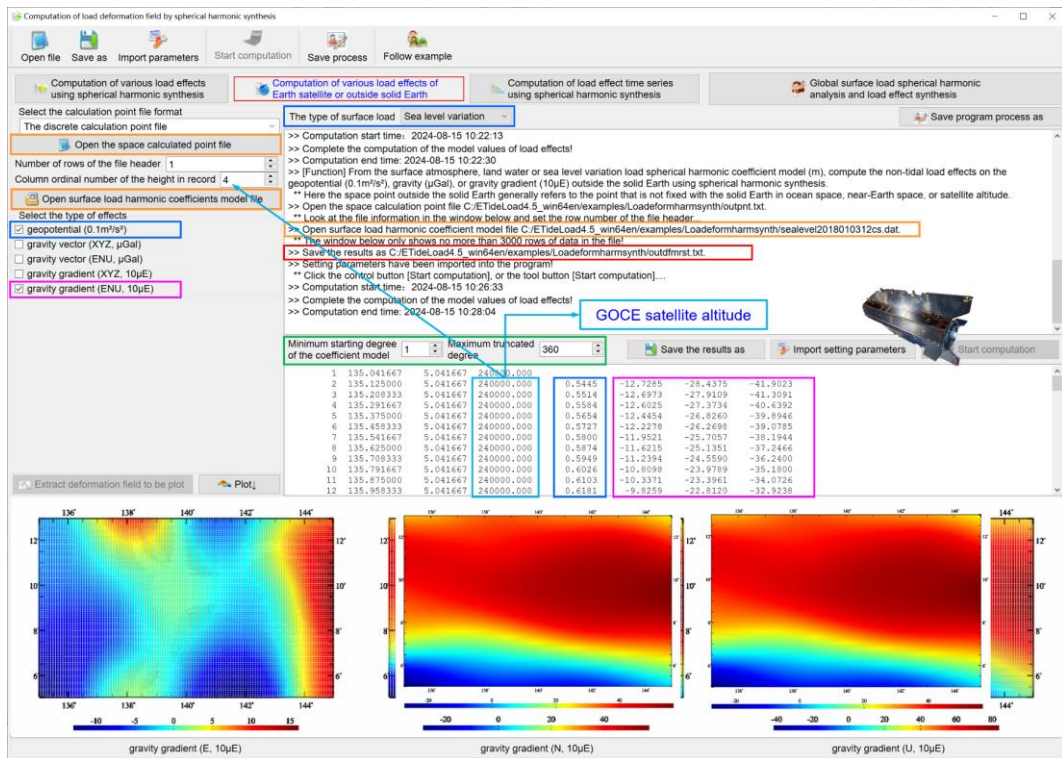 Computation of load deformation field by spherical harmonic synthesis
Open file Save as Import parameters Start computation Save process Follow example
Computation of various load effects using spherical harmonic synthesis
Computation of various load effects of Earth satellite or outside solid Earth
Computation of load effect time series using spherical harmonic synthesis
Global surface load spherical harmonic analysis and load effect synthesis
Select the calculation point file format
The discrete calculation point file
Open the space calculated point file
Number of rows of the file header 1
Column ordinal number of the height in record 4
Open surface load harmonic coefficients model file
Select the type of effects
geopotential (0.1m²/s²)
gravity vector (XYZ, μGal)
gravity vector (ENU, μGal)
gravity gradient (XYZ, 10μE)
gravity gradient (ENU, 10μE)
Extract deformation field to be plot Plot↓
The type of surface load Sea level variation
Save program process as
>> Computation start time: 2024-08-15 10:22:13
>> Complete the computation of the model values of load effects!
>> Computation end time: 2024-08-15 10:22:30
>> [Function] From the surface atmosphere, land water or sea level variation load spherical harmonic coefficient model (m), compute the non-tidal load effects on the
geopotential (0.1m²/s²), gravity (μGal), or gravity gradient (10μE) outside the solid Earth using spherical harmonic synthesis.
** Here the space point outside the solid Earth generally refers to the point that is not fixed with the solid Earth in ocean space, near-Earth space, or satellite altitude.
>> Open the space calculation point file C:/ETideLoad4.5_win64en/examples/Loadeformharmsynth/outpnt.txt.
** Look at the file information in the window below and set the row number of the file header...
>> Open surface load harmonic coefficient model file C:/ETideLoad4.5_win64en/examples/Loadeformharmsynth/sealevel2018010312cs.dat.
** The window below only shows no more than 3000 rows of data in the file!
>> Save the results as C:/ETideLoad4.5_win64en/examples/Loadeformharmsynth/outdfmrst.txt.
>> Setting parameters have been imported into the program!
** Click the control button [Start computation], or the tool button [Start computation]....
>> Computation start time: 2024-08-15 10:26:33
>> Complete the computation of the model values of load effects!
>> Computation end time: 2024-08-15 10:28:04
GOCE satellite altitude
Minimum starting degree of the coefficient model 1 Maximum truncated degree 360
Save the results as Import setting parameters Start computation
1 135.041667 5.041667 240000.000
2 135.125000 5.041667 240000.000 0.5445 -12.7285 -28.4375 -41.9023
3 135.208333 5.041667 240000.000 0.5514 -12.6973 -27.9109 -41.3091
4 135.291667 5.041667 240000.000 0.5584 -12.6025 -27.3734 -40.6392
5 135.375000 5.041667 240000.000 0.5654 -12.4454 -26.8260 -39.8946
6 135.458333 5.041667 240000.000 0.5727 -12.2278 -26.2698 -39.0785
7 135.541667 5.041667 240000.000 0.5800 -11.9521 -25.7057 -38.1944
8 135.625000 5.041667 240000.000 0.5874 -11.6215 -25.1351 -37.2466
9 135.708333 5.041667 240000.000 0.5949 -11.2394 -24.5590 -36.2400
10 135.791667 5.041667 240000.000 0.6026 -10.8098 -23.9789 -35.1800
11 135.875000 5.041667 240000.000 0.6103 -10.3371 -23.3961 -34.0726
12 135.958333 5.041667 240000.000 0.6181 -9.8259 -22.8120 -32.9238
136° 138° 140° 142° 144°
12° 10° 8° 6°
-10 -5 0 5 10 15
-20 0 20 40
-40 -20 0 20 40 60 80
gravity gradient (E, 10μE) gravity gradient (N, 10μE) gravity gradient (U, 10μE)